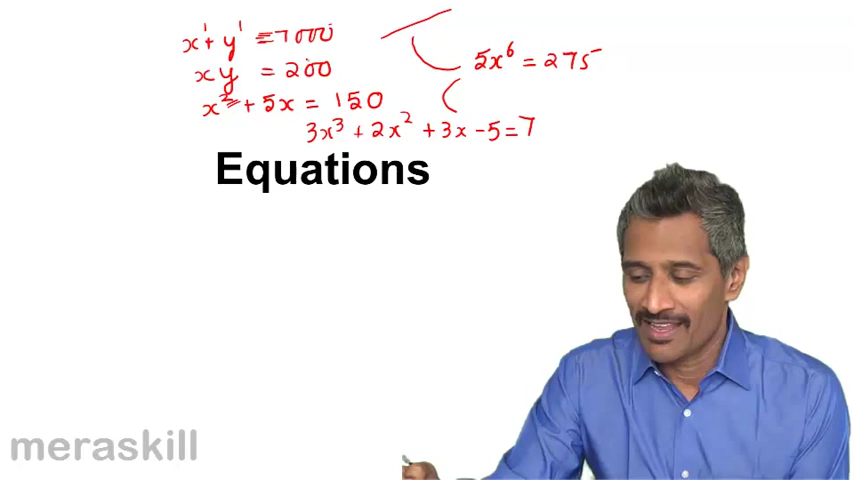 x¹ + y¹ = 7000
xy = 200
x² + 5x = 150
5x⁶ = 275
3x³ + 2x² + 3x - 5 = 7
Equations
meraskill